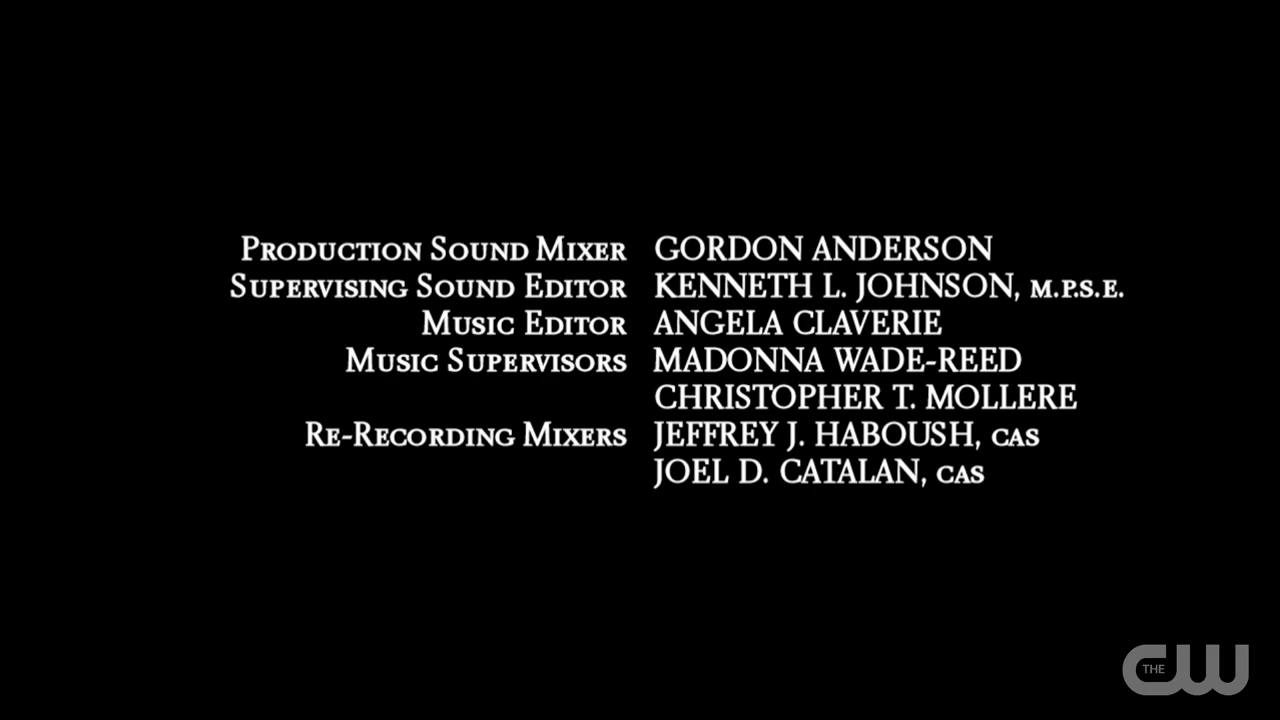 Production Sound Mixer GORDON ANDERSON
Supervising Sound Editor KENNETH L. JOHNSON, M.P.S.E.
Music Editor ANGELA CLAVERIE
Music Supervisors MADONNA WADE-REED
CHRISTOPHER T. MOLLERE
Re-Recording Mixers JEFFREY J. HABOUSH, CAS
JOEL D. CATALAN, CAS
THE CW